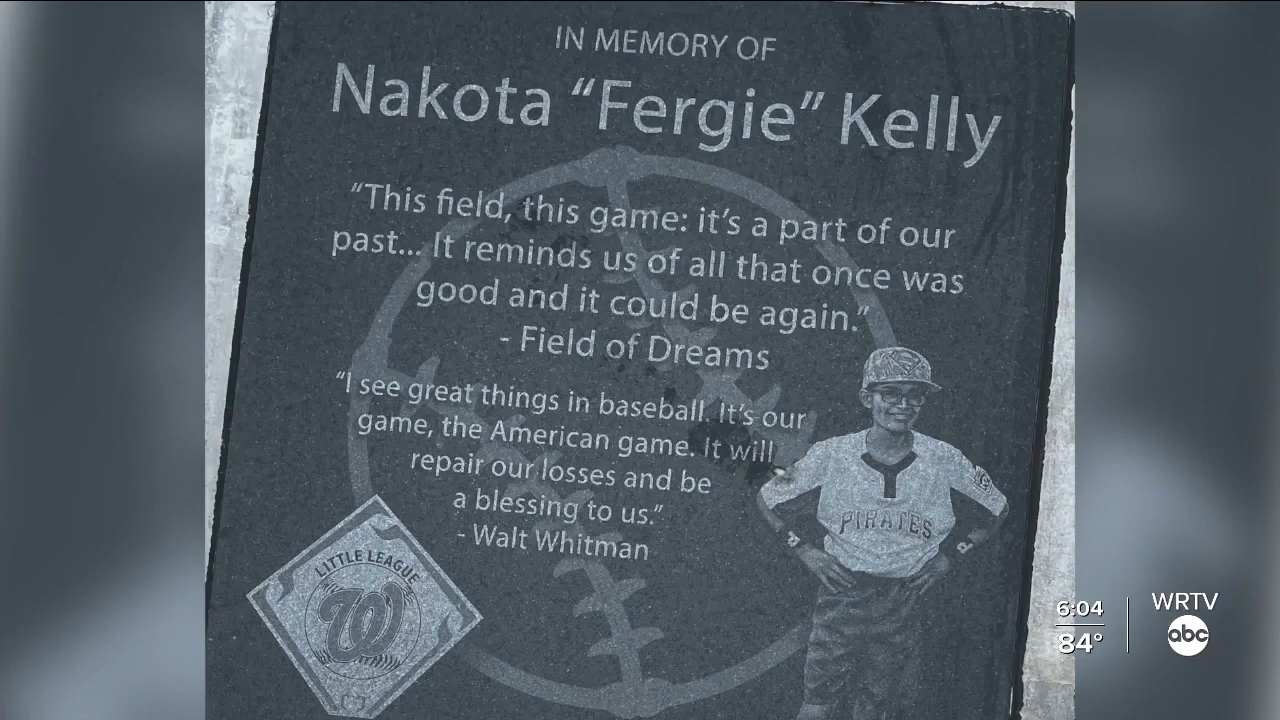 IN MEMORY OF
Nakota “Fergie” Kelly
“This field, this game: it’s a part of our
past... It reminds us of all that once was
good and it could be again.”
- Field of Dreams
“I see great things in baseball. It’s our
game, the American game. It will
repair our losses and be
a blessing to us.”
- Walt Whitman
PIRATES
LITTLE LEAGUE
W
6:04
84°
WRTV
abc